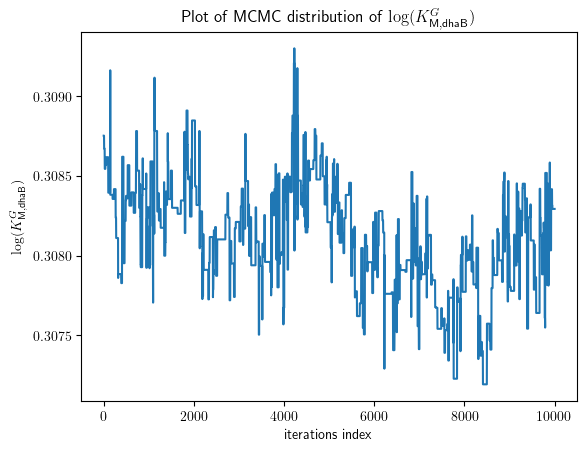 Plot of MCMC distribution of log(K^G_M,dhaB)
log(K^G_M,dhaB)
0.3090
0.3085
0.3080
0.3075
0 2000 4000 6000 8000 10000
iterations index